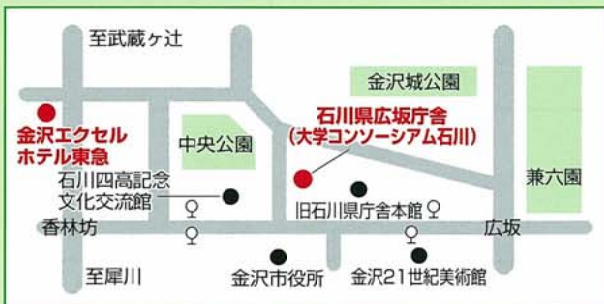 至武蔵ヶ辻
金沢城公園
金沢エクセル
ホテル東急
中央公園
石川県広坂庁舎
（大学コンソーシアム石川）
兼六園
石川四高記念
文化交流館
旧石川県庁舎本館
香林坊
広坂
至犀川
金沢市役所
金沢21世紀美術館